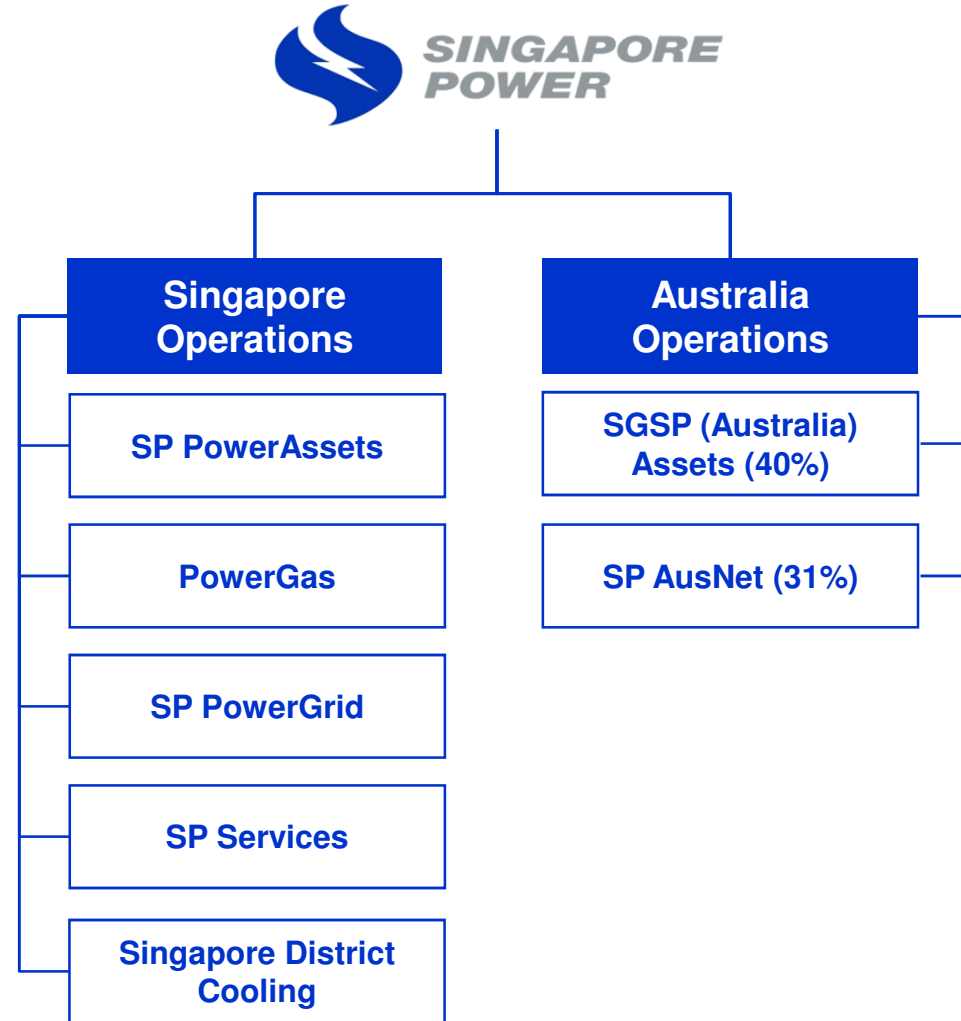 SINGAPORE
POWER
Singapore
Operations
SP PowerAssets
PowerGas
SP PowerGrid
SP Services
Singapore District
Cooling
Australia
Operations
SGSP (Australia)
Assets (40%)
SP AusNet (31%)